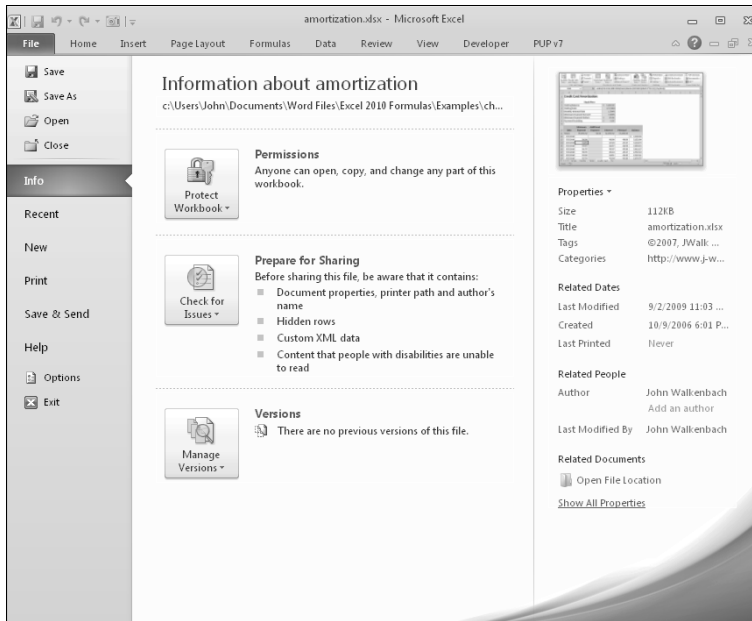 amortization.xlsx - Microsoft Excel
File Home Insert Page Layout Formulas Data Review View Developer PUP v7
Save
Save As
Open
Close
Info
Recent
New
Print
Save & Send
Help
Options
Exit
Information about amortization
c:\Users\John\Documents\Word Files\Excel 2010 Formulas\Examples\ch...
Protect
Workbook
Permissions
Anyone can open, copy, and change any part of this
workbook.
Check for
Issues
Prepare for Sharing
Before sharing this file, be aware that it contains:
Document properties, printer path and author's
name
Hidden rows
Custom XML data
Content that people with disabilities are unable
to read
Manage
Versions
Versions
There are no previous versions of this file.
Properties
Size 112KB
Title amortization.xlsx
Tags ©2007, JWalk ...
Categories http://www.j-w...
Related Dates
Last Modified 9/2/2009 11:03 ...
Created 10/9/2006 6:01 P...
Last Printed Never
Related People
Author John Walkenbach
Add an author
Last Modified By John Walkenbach
Related Documents
Open File Location
Show All Properties